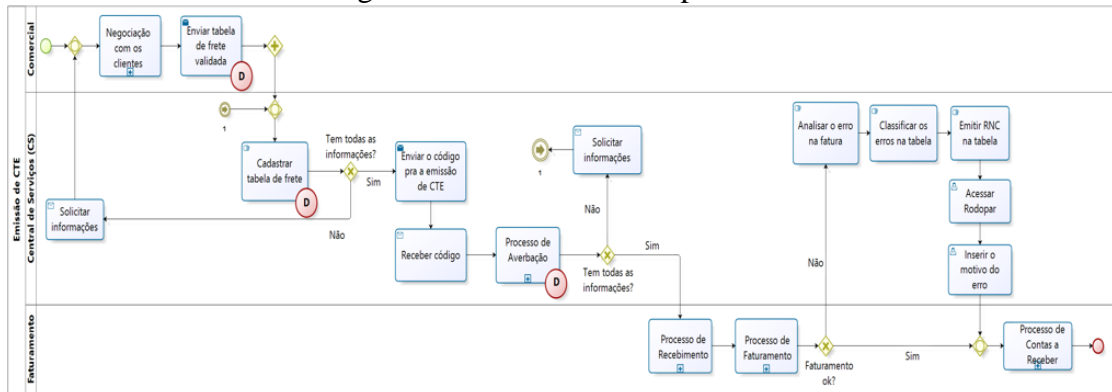 Emissão de CTE
Comercial
Negociação
com os
clientes
Enviar tabela
de frete
validada
D
Central de Serviços (CS)
1
Cadastrar
tabela de frete
D
Tem todas as
informações?
Sim
Não
Solicitar
informações
Enviar o código
pra a emissão
de CTE
Receber código
Processo de
Averbação
D
Tem todas as
informações?
Não
Sim
Solicitar
informações
1
Analisar o erro
na fatura
Classificar os
erros na tabela
Emitir RNC
na tabela
Acessar
Rodopar
Inserir o
motivo do
erro
Não
Faturamento
Processo de
Recebimento
Processo de
Faturamento
Faturamento
ok?
Sim
Processo de
Contas a
Receber